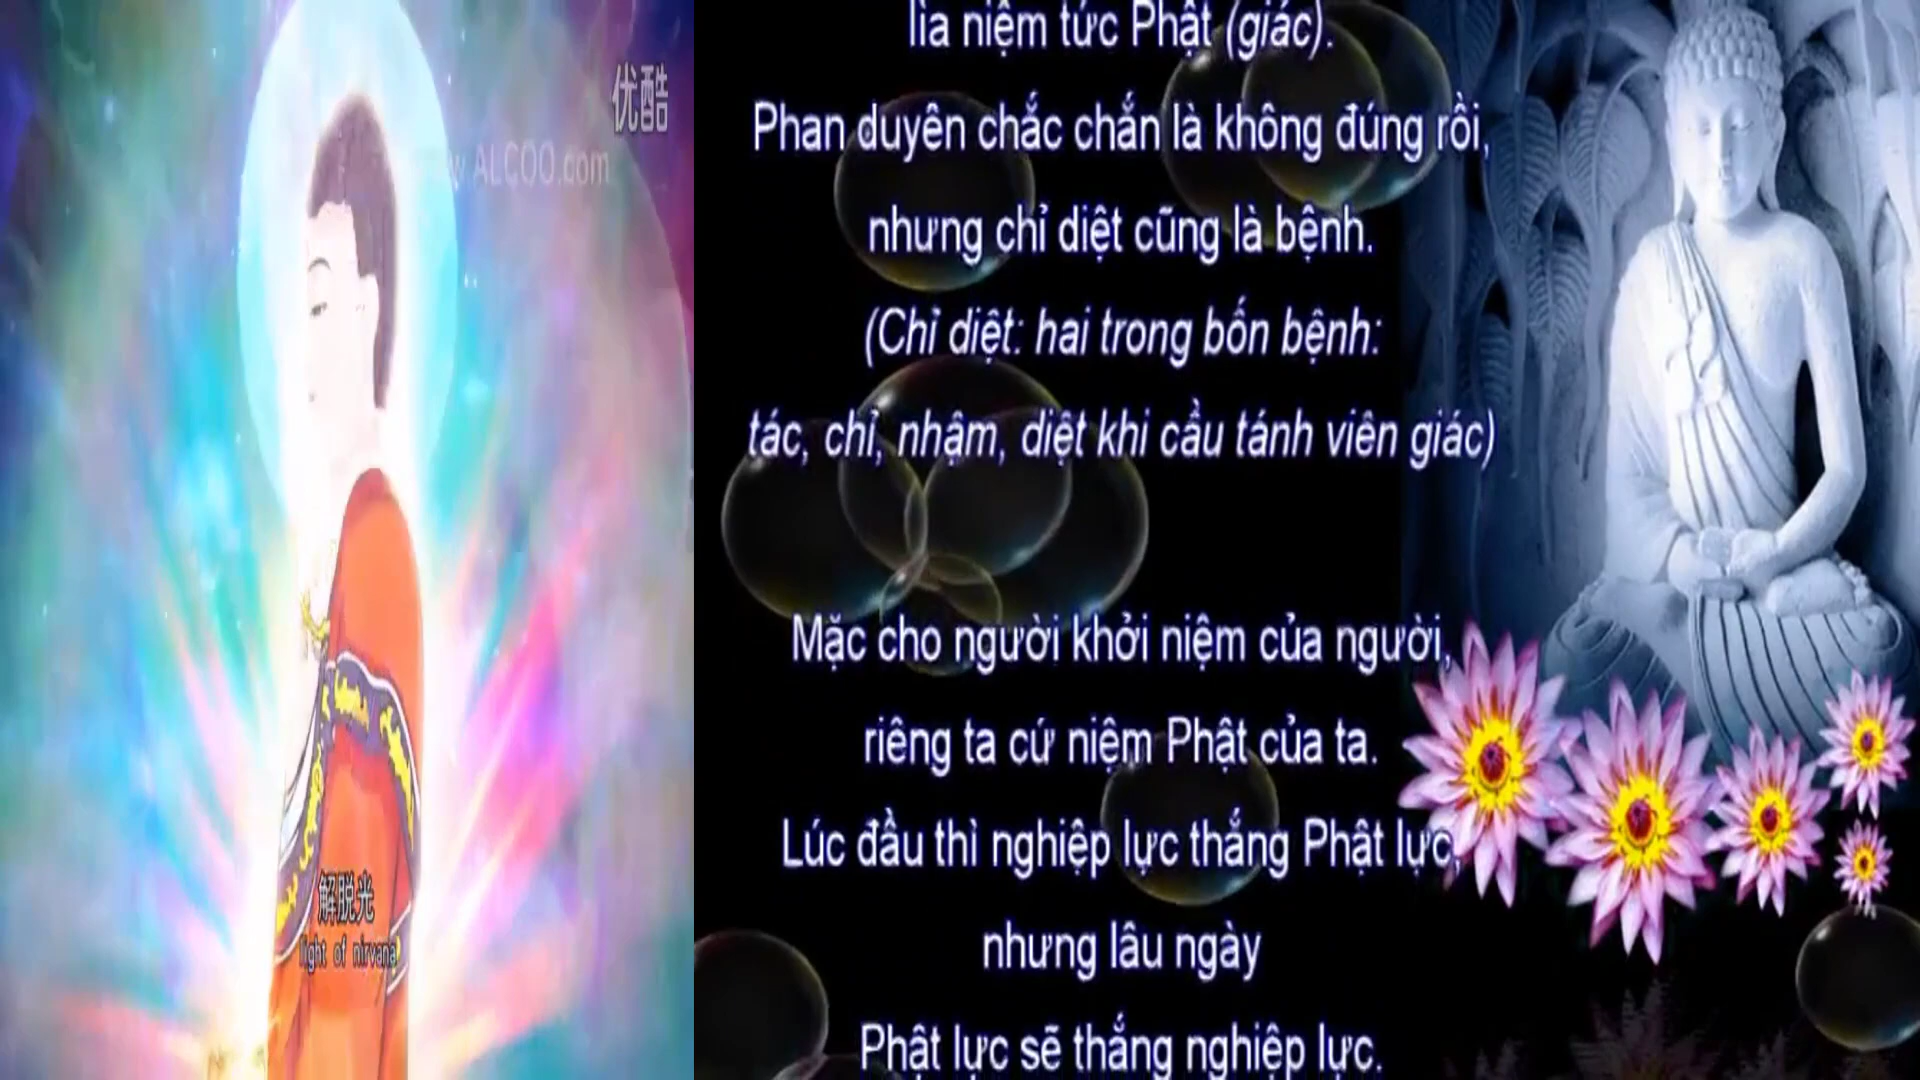 优酷
ALCOO.com
解脱光
light of nirvana
lìa niệm tức Phật (giác).
Phan duyên chắc chắn là không đúng rồi,
nhưng chỉ diệt cũng là bệnh.
(Chỉ diệt: hai trong bốn bệnh:
tác, chỉ, nhậm, diệt khi cầu tánh viên giác)
Mặc cho người khởi niệm của người,
riêng ta cứ niệm Phật của ta.
Lúc đầu thì nghiệp lực thắng Phật lực,
nhưng lâu ngày
Phật lực sẽ thắng nghiệp lực.